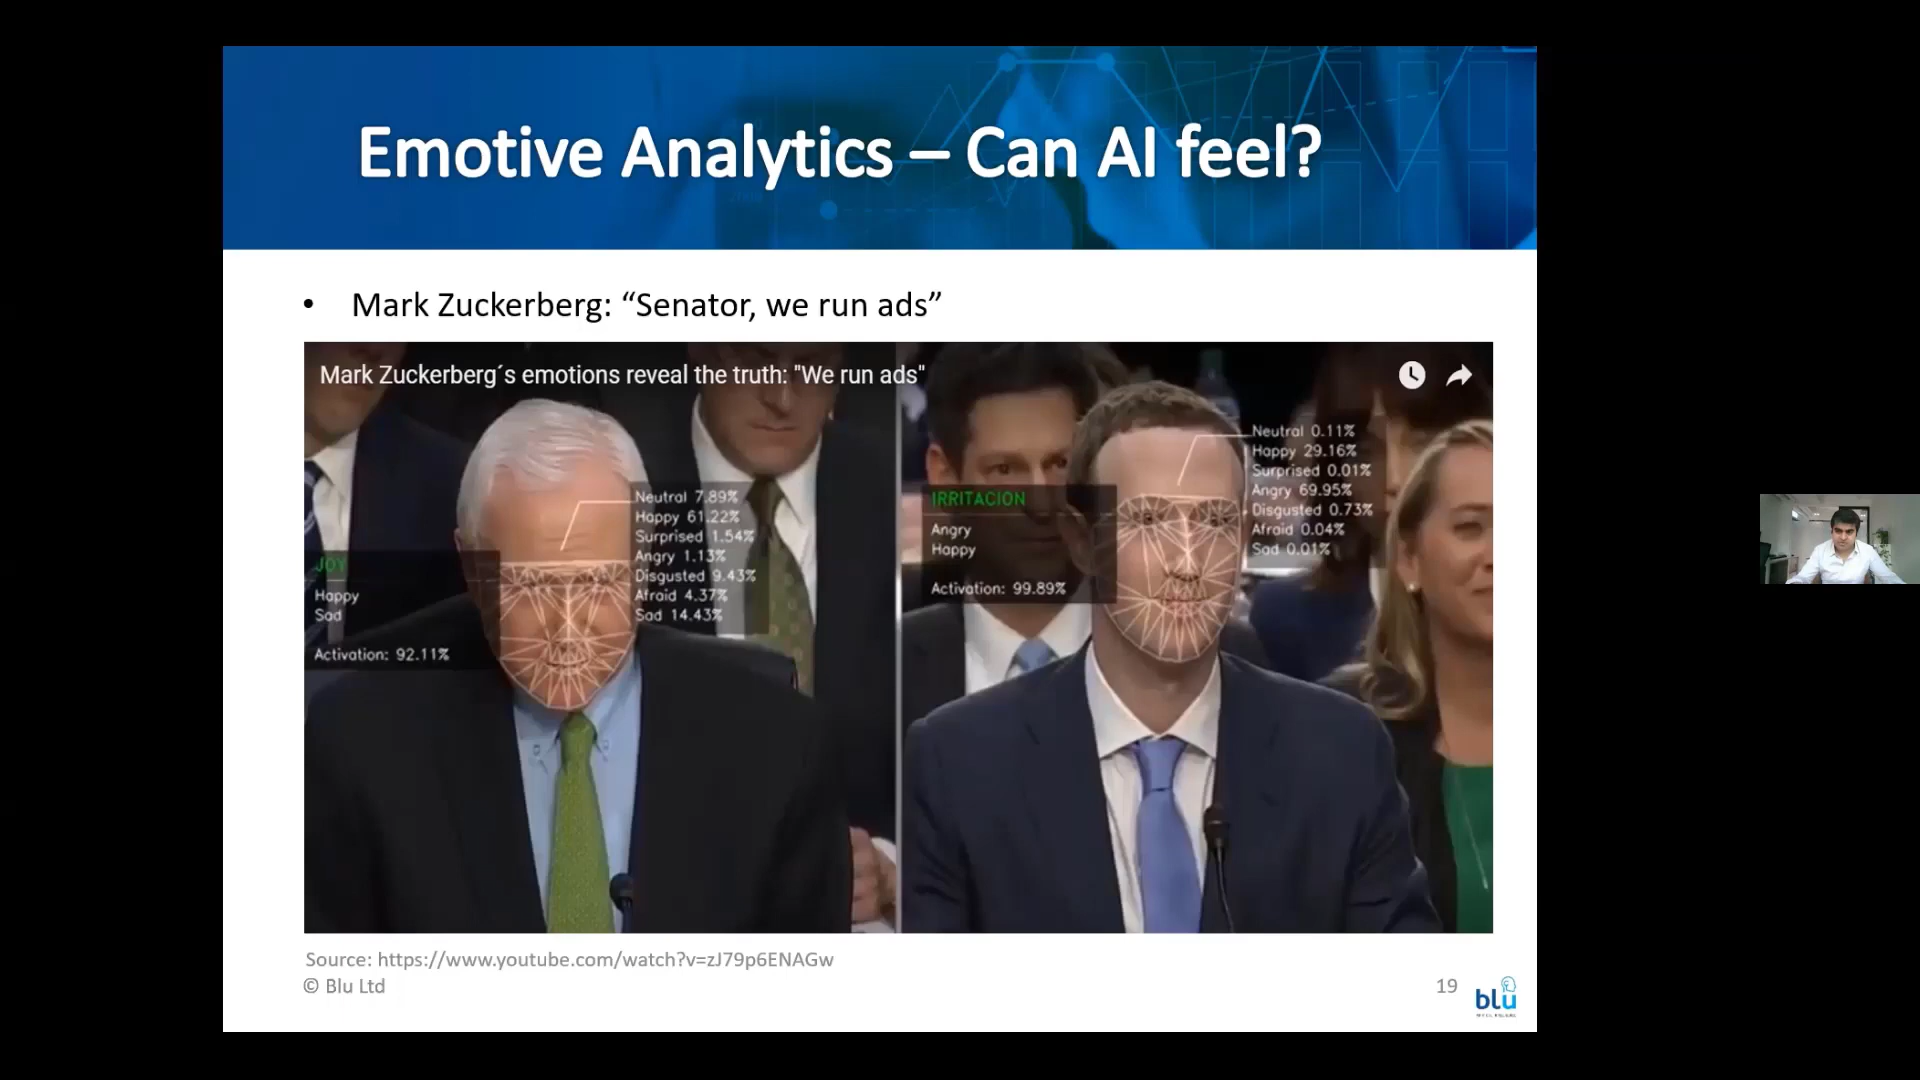 Emotive Analytics – Can AI feel?
• Mark Zuckerberg: “Senator, we run ads”
Mark Zuckerberg´s emotions reveal the truth: "We run ads"
JOY
Happy
Sad
Activation: 92.11%
Neutral 7.89%
Happy 61.22%
Surprised 1.54%
Angry 1.13%
Disgusted 9.43%
Afraid 4.37%
Sad 14.43%
IRRITACION
Angry
Happy
Activation: 99.89%
Neutral 0.11%
Happy 29.16%
Surprised 0.01%
Angry 69.95%
Disgusted 0.73%
Afraid 0.04%
Sad 0.01%
Source: https://www.youtube.com/watch?v=zJ79p6ENAGw
© Blu Ltd
19
blu